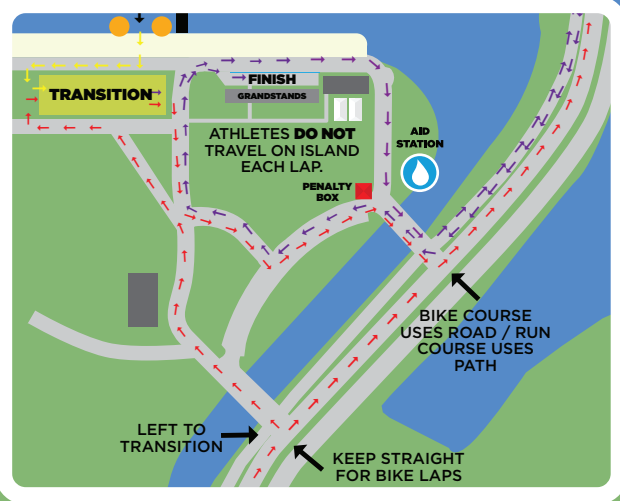 TRANSITION
FINISH
GRANDSTANDS
ATHLETES DO NOT
TRAVEL ON ISLAND
EACH LAP.
AID
STATION
PENALTY
BOX
BIKE COURSE
USES ROAD / RUN
COURSE USES
PATH
LEFT TO
TRANSITION
KEEP STRAIGHT
FOR BIKE LAPS